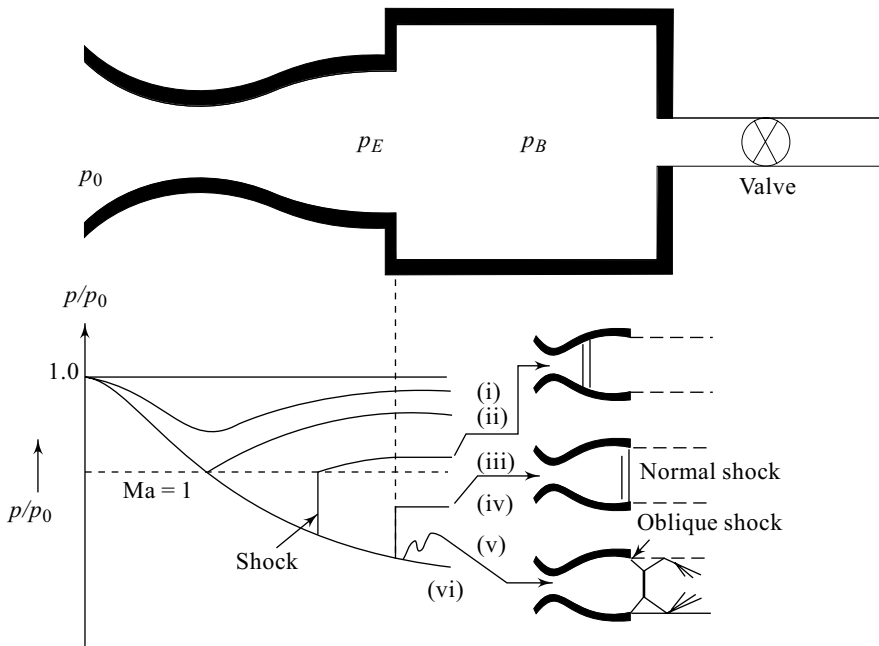 p_E
p_B
p_0
Valve
p/p_0
1.0
(i)
(ii)
(iii)
Normal shock
Ma = 1
p/p_0
(iv)
Oblique shock
Shock
(v)
(vi)